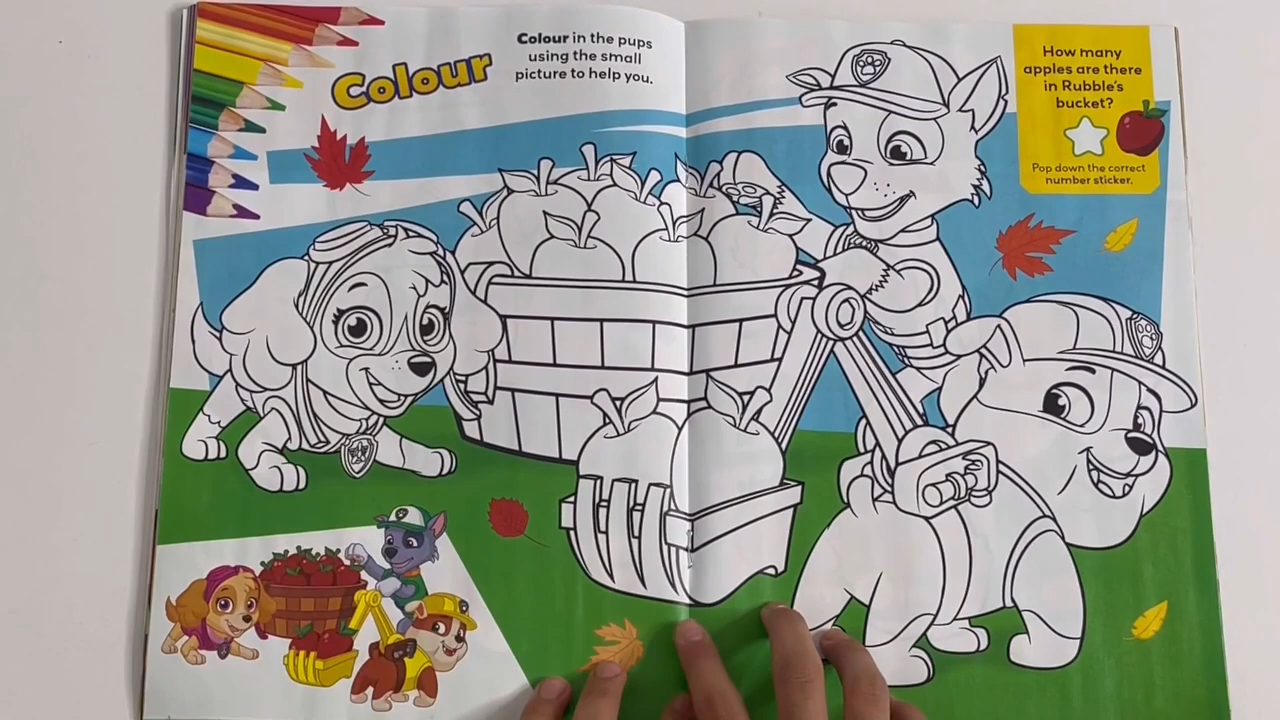 Colour
Colour in the pups
using the small
picture to help you.
How many
apples are there
in Rubble's
bucket?
Pop down the correct
number sticker.